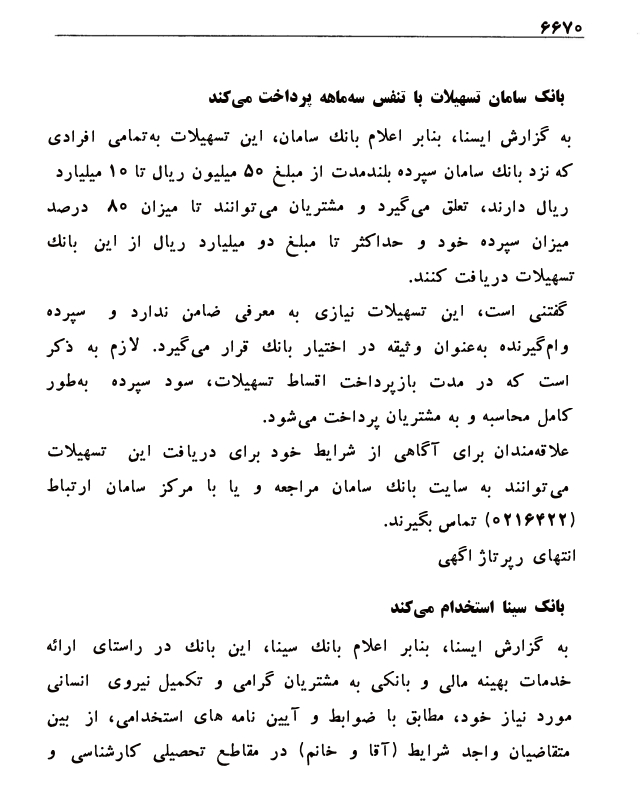 ۶۶۷۰
بانک سامان تسهیلات با تنفس سه‌ماهه پرداخت می‌کند
به گزارش ایسنا، بنابر اعلام بانك سامان، این تسهیلات به‌تمامی افرادی
که نزد بانك سامان سپرده بلندمدت از مبلغ ۵۰ میلیون ریال تا ۱۰ میلیارد
ریال دارند، تعلق می‌گیرد و مشتریان می‌توانند تا میزان ۸۰ درصد
میزان سپرده خود و حداکثر تا مبلغ دو میلیارد ریال از این بانك
تسهیلات دریافت کنند.
گفتنی است، این تسهیلات نیازی به معرفی ضامن ندارد و سپرده
وام‌گیرنده به‌عنوان وثیقه در اختیار بانك قرار می‌گیرد. لازم به ذکر
است که در مدت بازپرداخت اقساط تسهیلات، سود سپرده به‌طور
کامل محاسبه و به مشتریان پرداخت می‌شود.
علاقه‌مندان برای آگاهی از شرایط خود برای دریافت این تسهیلات
می‌توانند به سایت بانك سامان مراجعه و یا با مرکز سامان ارتباط
(۰۲۱۶۴۲۲) تماس بگیرند.
انتهای رپرتاژ اگهی
بانک سینا استخدام می‌کند
به گزارش ایسنا، بنابر اعلام بانك سینا، این بانك در راستای ارائه
خدمات بهینه مالی و بانکی به مشتریان گرامی و تکمیل نیروی انسانی
مورد نیاز خود، مطابق با ضوابط و آیین نامه های استخدامی، از بین
متقاضیان واجد شرایط (آقا و خانم) در مقاطع تحصیلی کارشناسی و